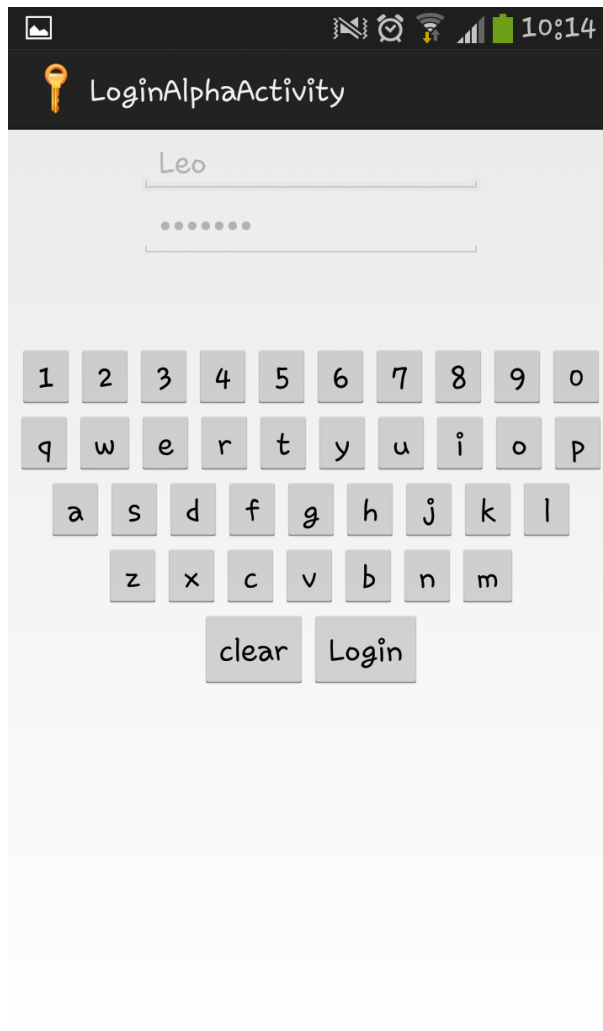 10:14
LoginAlphaActivity
Leo
•••••••
1 2 3 4 5 6 7 8 9 0
q w e r t y u i o p
a s d f g h j k l
z x c v b n m
clear Login